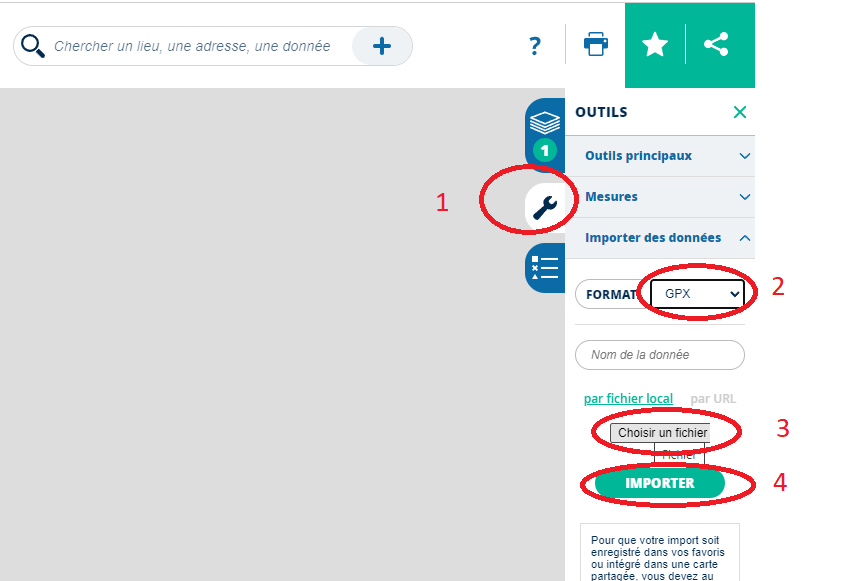 Chercher un lieu, une adresse, une donnée
+
?
OUTILS
1
Outils principaux
1
Mesures
Importer des données
2
FORMAT
GPX
Nom de la donnée
par fichier local par URL
Choisir un fichier
3
Fichier
IMPORTER
4
Pour que votre import soit
enregistré dans vos favoris
ou intégré dans une carte
partagée, vous devez au